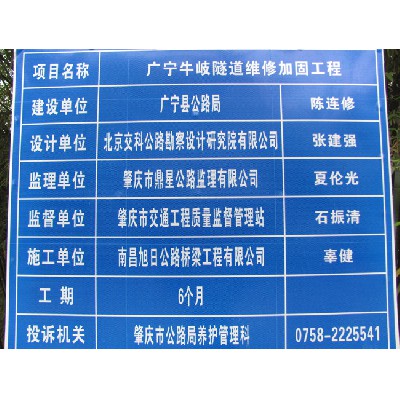 项目名称 广宁牛岐隧道维修加固工程
建设单位 广宁县公路局 陈连修
设计单位 北京交科公路勘察设计研究院有限公司 张建强
监理单位 肇庆市鼎星公路监理有限公司 夏伦光
监督单位 肇庆市交通工程质量监督管理站 石振清
施工单位 南昌旭日公路桥梁工程有限公司 辜健
工期 6个月
投诉机关 肇庆市公路局养护管理科 0758-2225541